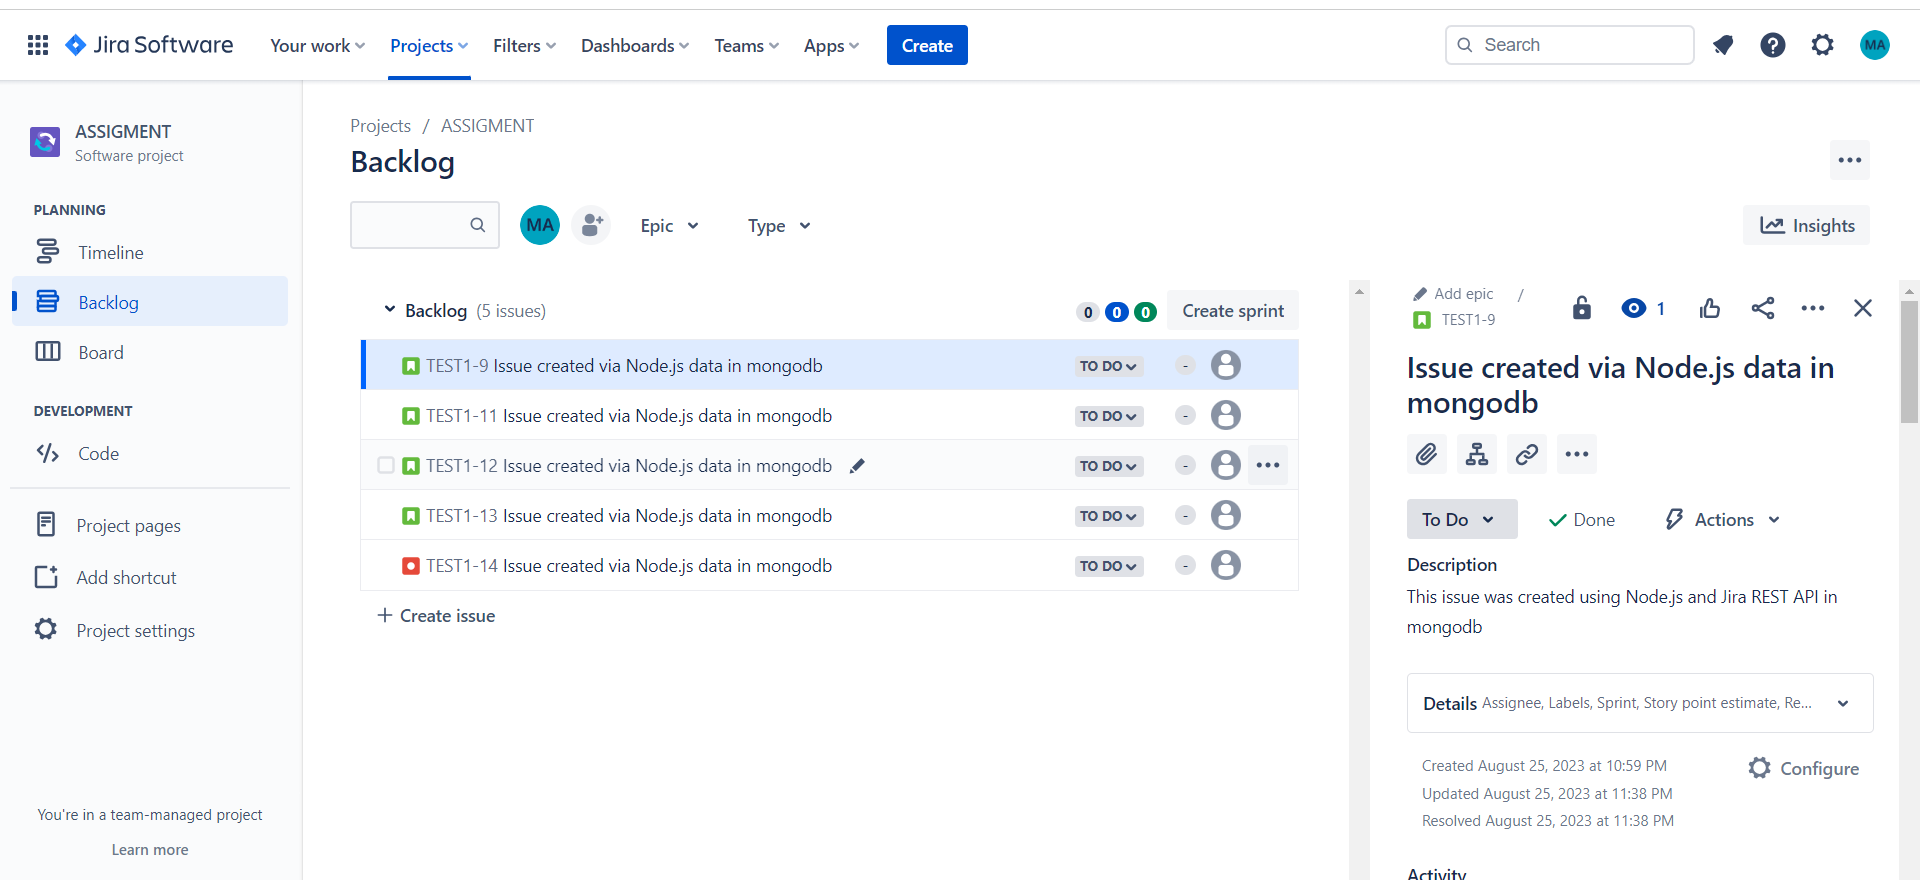 Jira Software
Your work
Projects
Filters
Dashboards
Teams
Apps
Create
Search
MA
ASSIGMENT
Software project
PLANNING
Timeline
Backlog
Board
DEVELOPMENT
Code
Project pages
Add shortcut
Project settings
You're in a team-managed project
Learn more
Projects / ASSIGMENT
Backlog
MA
Epic
Type
Insights
Backlog (5 issues)
0 0 0
Create sprint
TEST1-9 Issue created via Node.js data in mongodb TO DO -
TEST1-11 Issue created via Node.js data in mongodb TO DO -
TEST1-12 Issue created via Node.js data in mongodb TO DO -
TEST1-13 Issue created via Node.js data in mongodb TO DO -
TEST1-14 Issue created via Node.js data in mongodb TO DO -
+ Create issue
Add epic /
TEST1-9
1
Issue created via Node.js data in
mongodb
To Do
Done
Actions
Description
This issue was created using Node.js and Jira REST API in
mongodb
Details Assignee, Labels, Sprint, Story point estimate, Re...
Created August 25, 2023 at 10:59 PM
Updated August 25, 2023 at 11:38 PM
Resolved August 25, 2023 at 11:38 PM
Configure
Activity